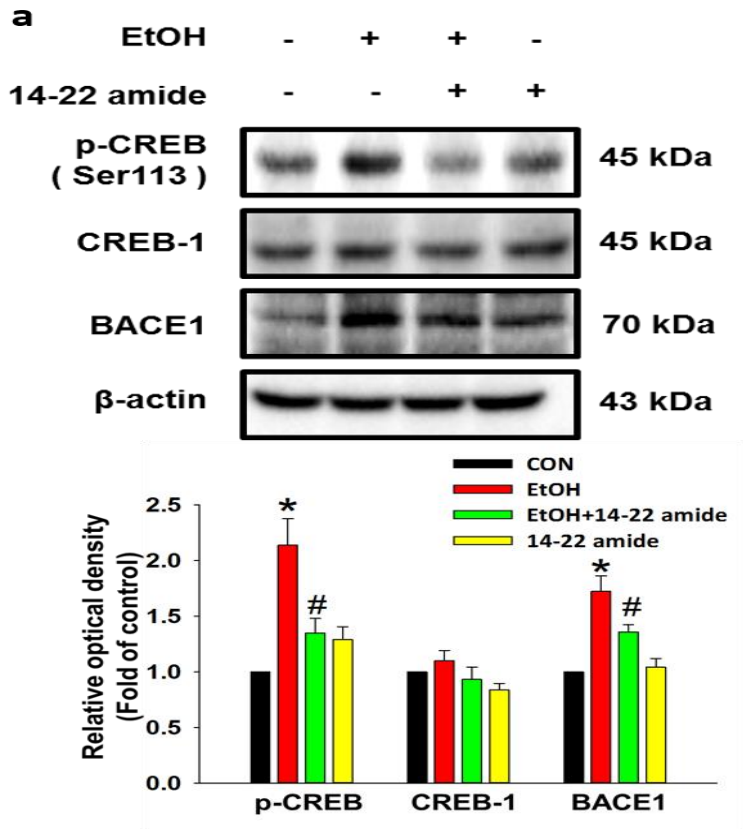 a
EtOH - + + -
14-22 amide - - + +
p-CREB
( Ser113 ) 45 kDa
CREB-1 45 kDa
BACE1 70 kDa
β-actin 43 kDa
CON
EtOH
EtOH+14-22 amide
14-22 amide
Relative optical density
(Fold of control)
2.5
2.0
1.5
1.0
0.5
0.0
* # * #
p-CREB CREB-1 BACE1